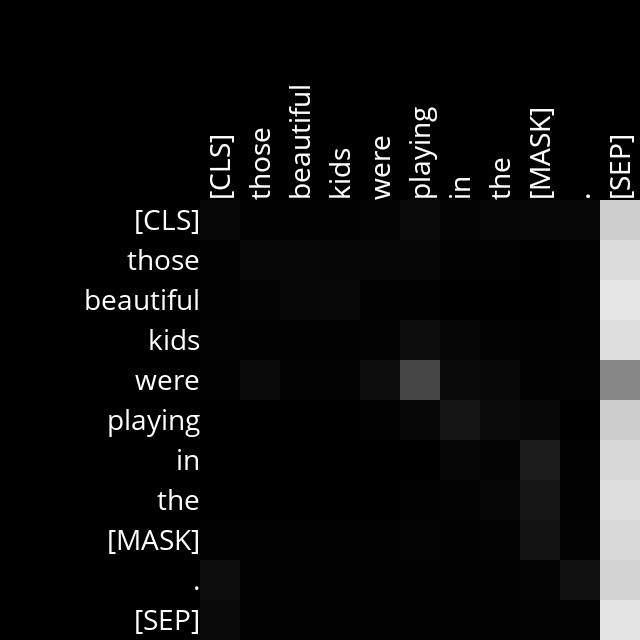 [CLS] those beautiful kids were playing in the [MASK] . [SEP]
[CLS]
those
beautiful
kids
were
playing
in
the
[MASK]
.
[SEP]